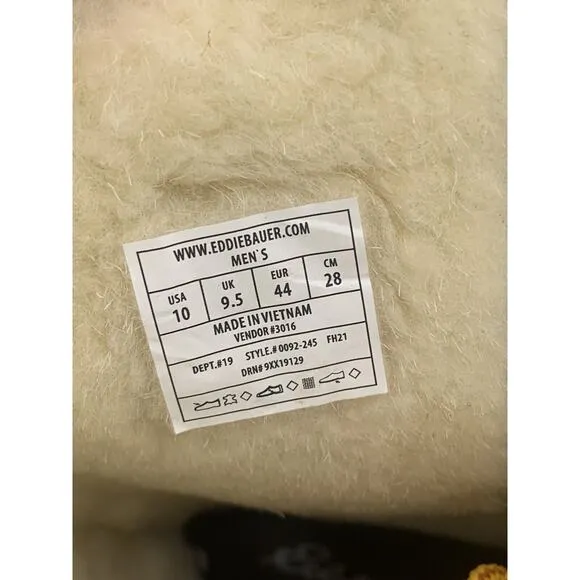 WWW.EDDIEBAUER.COM
MEN`S
USA UK EUR CM
10 9.5 44 28
MADE IN VIETNAM
VENDOR #3016
DEPT.#19 STYLE.# 0092-245 FH21
DRN# 9XX19129